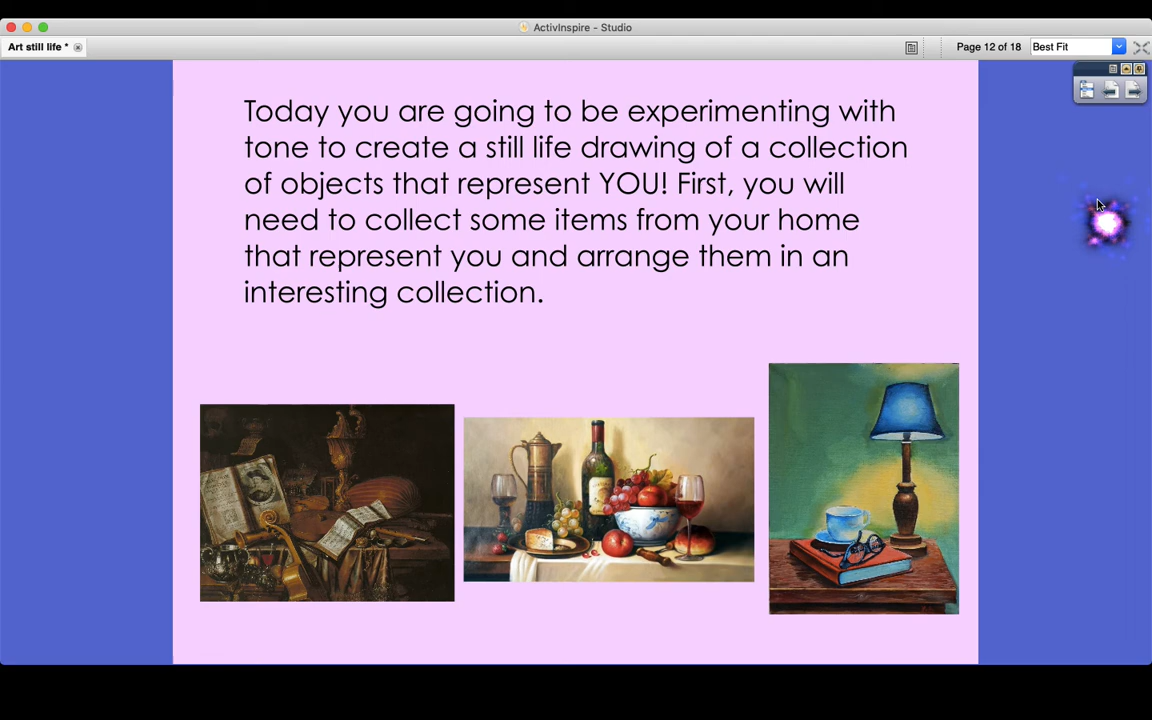 ActivInspire - Studio
Art still life *
Page 12 of 18
Best Fit
Today you are going to be experimenting with
tone to create a still life drawing of a collection
of objects that represent YOU! First, you will
need to collect some items from your home
that represent you and arrange them in an
interesting collection.